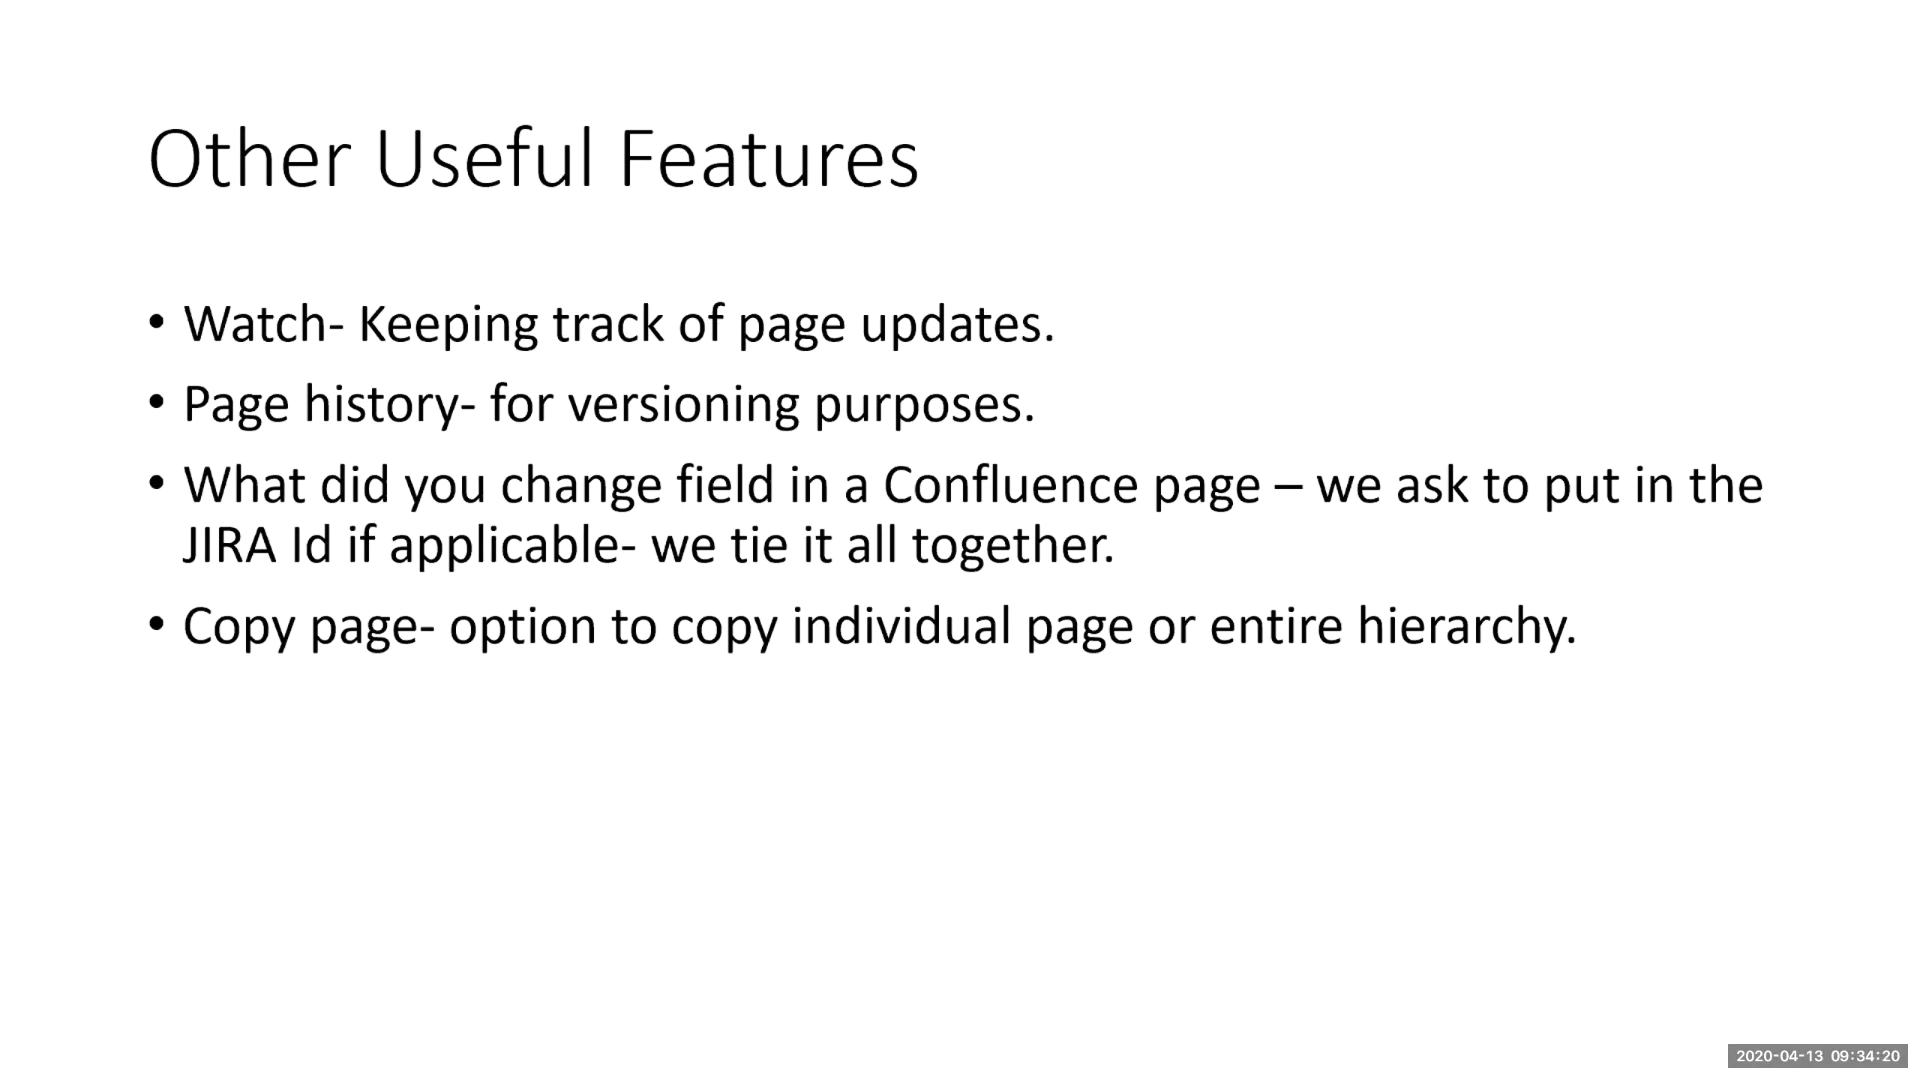 Other Useful Features
• Watch- Keeping track of page updates.
• Page history- for versioning purposes.
• What did you change field in a Confluence page – we ask to put in the
JIRA Id if applicable- we tie it all together.
• Copy page- option to copy individual page or entire hierarchy.
2020-04-13 09:34:20